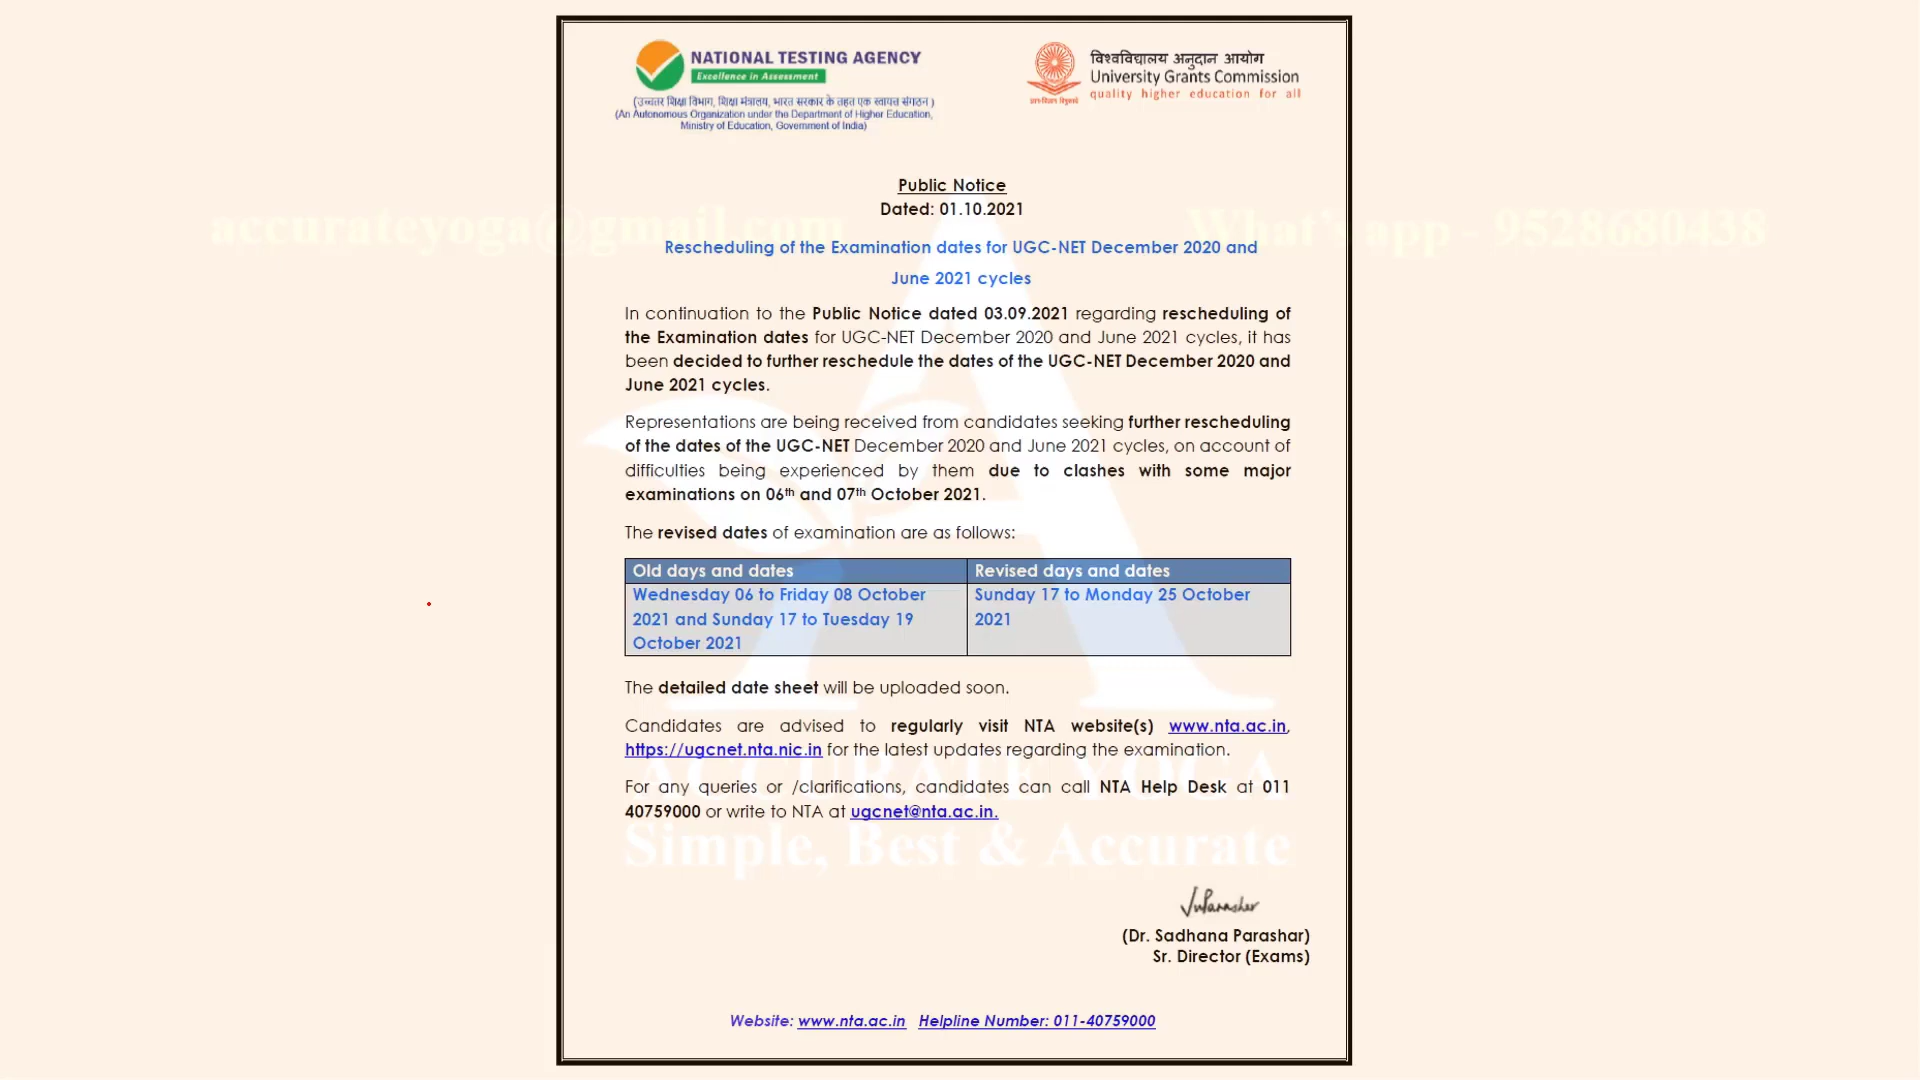 NATIONAL TESTING AGENCY
Excellence in Assessment
(उच्चतर शिक्षा विभाग, शिक्षा मंत्रालय, भारत सरकार के तहत एक स्वायत्त संगठन )
(An Autonomous Organization under the Department of Higher Education,
Ministry of Education, Government of India)
विश्वविद्यालय अनुदान आयोग
University Grants Commission
quality higher education for all
Public Notice
Dated: 01.10.2021
accurateyoga@gmail.com
What's app - 9528680438
Rescheduling of the Examination dates for UGC-NET December 2020 and
June 2021 cycles
In continuation to the Public Notice dated 03.09.2021 regarding rescheduling of
the Examination dates for UGC-NET December 2020 and June 2021 cycles, it has
been decided to further reschedule the dates of the UGC-NET December 2020 and
June 2021 cycles.
Representations are being received from candidates seeking further rescheduling
of the dates of the UGC-NET December 2020 and June 2021 cycles, on account of
difficulties being experienced by them due to clashes with some major
examinations on 06th and 07th October 2021.
The revised dates of examination are as follows:
Old days and dates
Revised days and dates
Wednesday 06 to Friday 08 October
2021 and Sunday 17 to Tuesday 19
October 2021
Sunday 17 to Monday 25 October
2021
The detailed date sheet will be uploaded soon.
Candidates are advised to regularly visit NTA website(s) www.nta.ac.in,
https://ugcnet.nta.nic.in for the latest updates regarding the examination.
ACCURATE YOGA
For any queries or /clarifications, candidates can call NTA Help Desk at 011
40759000 or write to NTA at ugcnet@nta.ac.in.
Simple, Best & Accurate
(Dr. Sadhana Parashar)
Sr. Director (Exams)
Website: www.nta.ac.in Helpline Number: 011-40759000